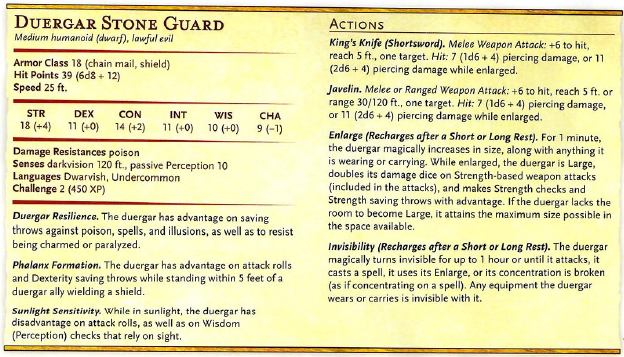 DUERGAR STONE GUARD
Medium humanoid (dwarf), lawful evil
Armor Class 18 (chain mail, shield)
Hit Points 39 (6d8 + 12)
Speed 25 ft.
STR DEX CON INT WIS CHA
18 (+4) 11 (+0) 14 (+2) 11 (+0) 10 (+0) 9 (–1)
Damage Resistances poison
Senses darkvision 120 ft., passive Perception 10
Languages Dwarvish, Undercommon
Challenge 2 (450 XP)
Duergar Resilience. The duergar has advantage on saving
throws against poison, spells, and illusions, as well as to resist
being charmed or paralyzed.
Phalanx Formation. The duergar has advantage on attack rolls
and Dexterity saving throws while standing within 5 feet of a
duergar ally wielding a shield.
Sunlight Sensitivity. While in sunlight, the duergar has
disadvantage on attack rolls, as well as on Wisdom
(Perception) checks that rely on sight.
ACTIONS
King's Knife (Shortsword). Melee Weapon Attack: +6 to hit,
reach 5 ft., one target. Hit: 7 (1d6 + 4) piercing damage, or 11
(2d6 + 4) piercing damage while enlarged.
Javelin. Melee or Ranged Weapon Attack: +6 to hit, reach 5 ft. or
range 30/120 ft., one target. Hit: 7 (1d6 + 4) piercing damage,
or 11 (2d6 + 4) piercing damage while enlarged.
Enlarge (Recharges after a Short or Long Rest). For 1 minute,
the duergar magically increases in size, along with anything it
is wearing or carrying. While enlarged, the duergar is Large,
doubles its damage dice on Strength-based weapon attacks
(included in the attacks), and makes Strength checks and
Strength saving throws with advantage. If the duergar lacks the
room to become Large, it attains the maximum size possible in
the space available.
Invisibility (Recharges after a Short or Long Rest). The duergar
magically turns invisible for up to 1 hour or until it attacks, it
casts a spell, it uses its Enlarge, or its concentration is broken
(as if concentrating on a spell). Any equipment the duergar
wears or carries is invisible with it.